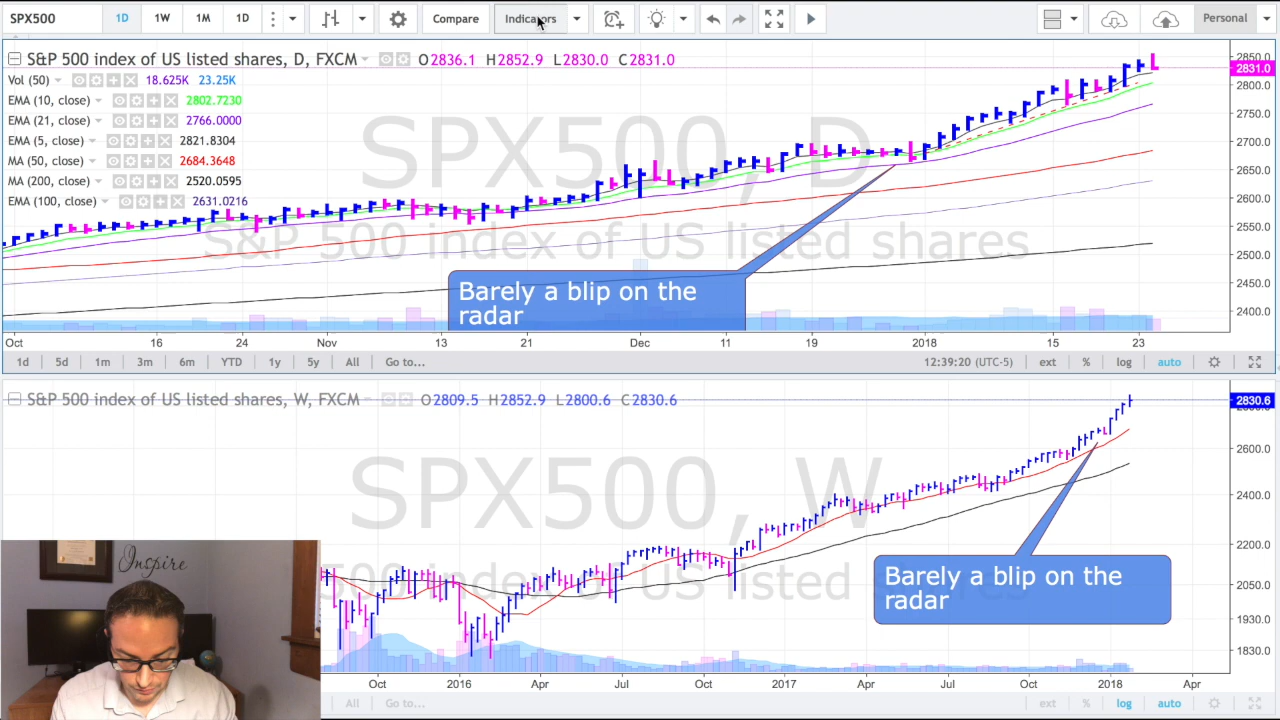 SPX500 1D 1W 1M 1D Compare Indicators Personal
S&P 500 index of US listed shares, D, FXCM O2836.1 H2852.9 L2830.0 C2831.0
Vol (50) 18.625K 23.25K
EMA (10, close) 2802.7230
EMA (21, close) 2766.0000
EMA (5, close) 2821.8304
MA (50, close) 2684.3648
MA (200, close) 2520.0595
EMA (100, close) 2631.0216
SPX500, D
S&P 500 index of US listed shares
2850.0
2831.0
2800.0
2750.0
2700.0
2650.0
2600.0
2550.0
2500.0
2450.0
2400.0
Barely a blip on the
radar
Oct 16 24 Nov 13 21 Dec 11 19 2018 15 23
1d 5d 1m 3m 6m YTD 1y 5y All Go to... 12:39:20 (UTC-5) ext % log auto
S&P 500 index of US listed shares, W, FXCM O2809.5 H2852.9 L2800.6 C2830.6
SPX500, W
500 index of US listed shares
2830.6
2600.0
2400.0
2200.0
2050.0
1930.0
1830.0
Barely a blip on the
radar
Inspire
Oct 2016 Apr Jul Oct 2017 Apr Jul Oct 2018 Apr
All Go to... ext % log auto